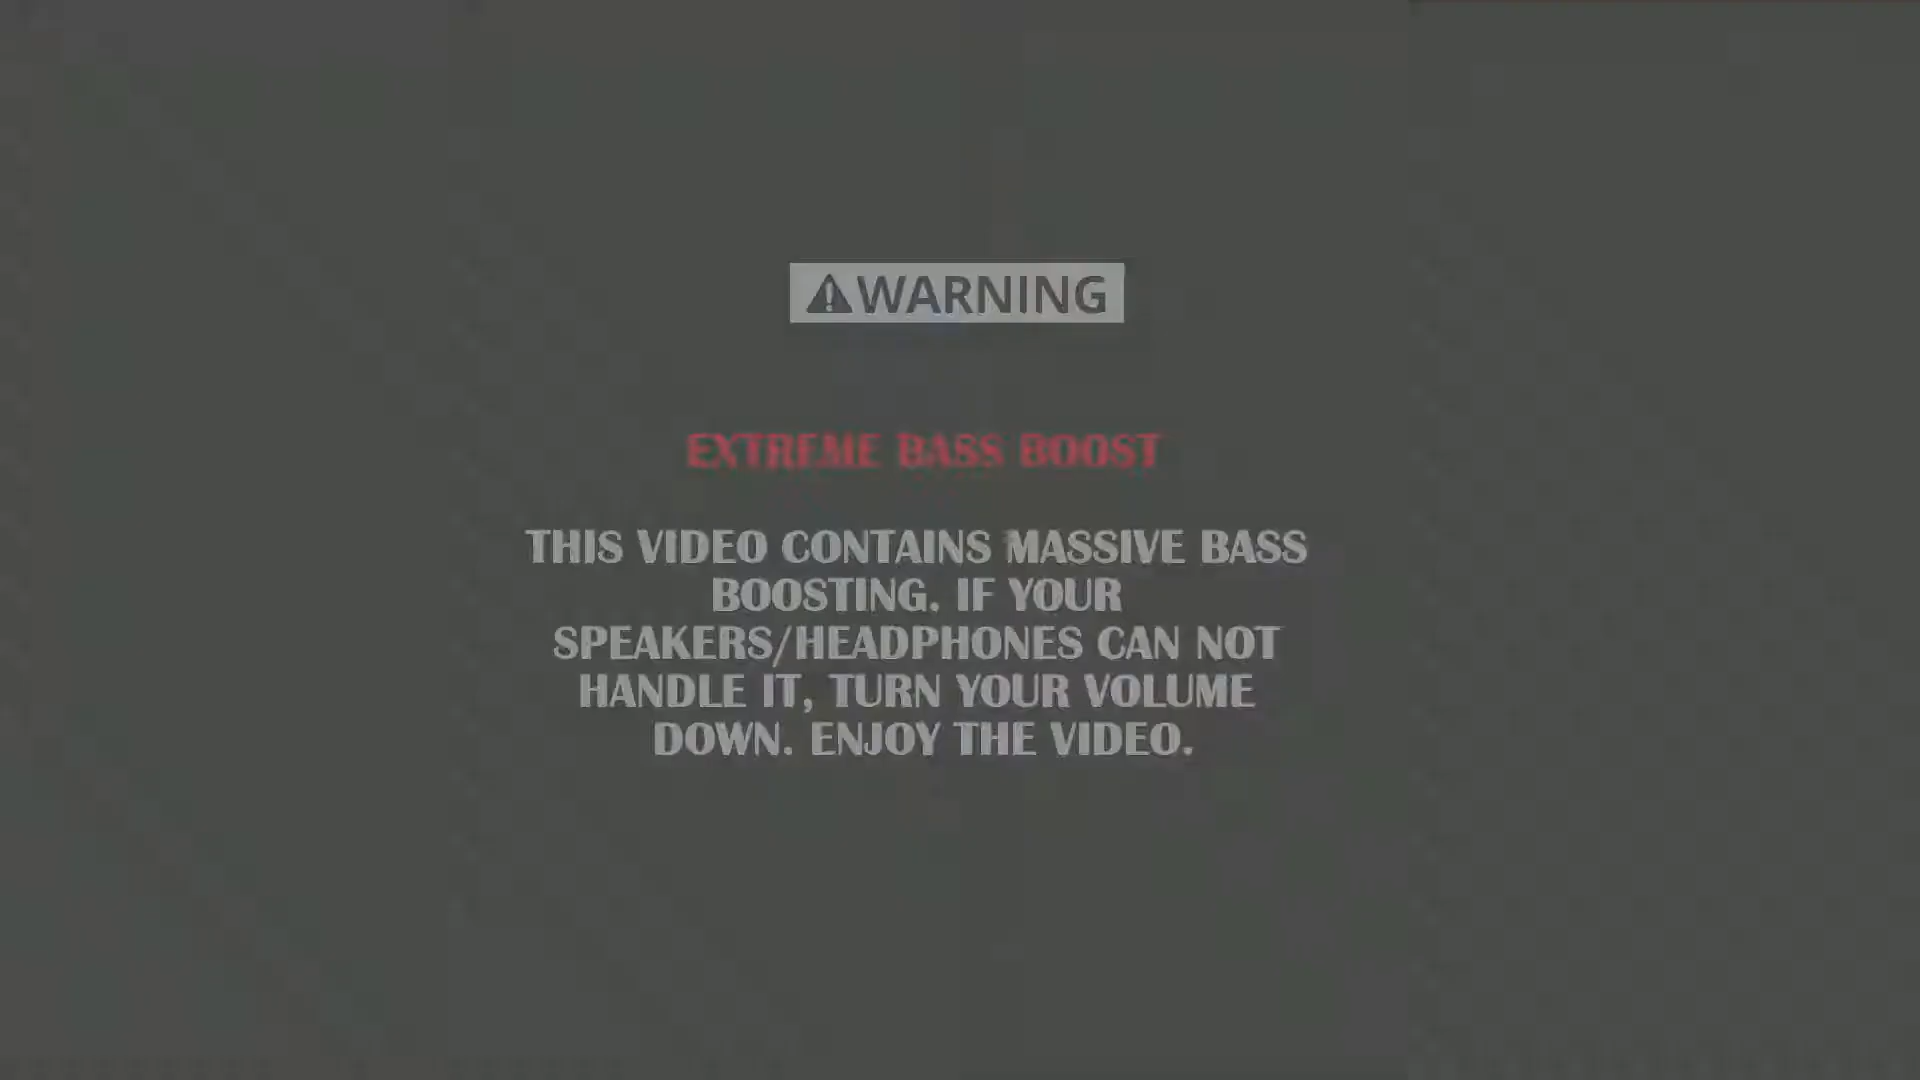 ⚠WARNING
EXTREME BASS BOOST
THIS VIDEO CONTAINS MASSIVE BASS
BOOSTING. IF YOUR
SPEAKERS/HEADPHONES CAN NOT
HANDLE IT, TURN YOUR VOLUME
DOWN. ENJOY THE VIDEO.